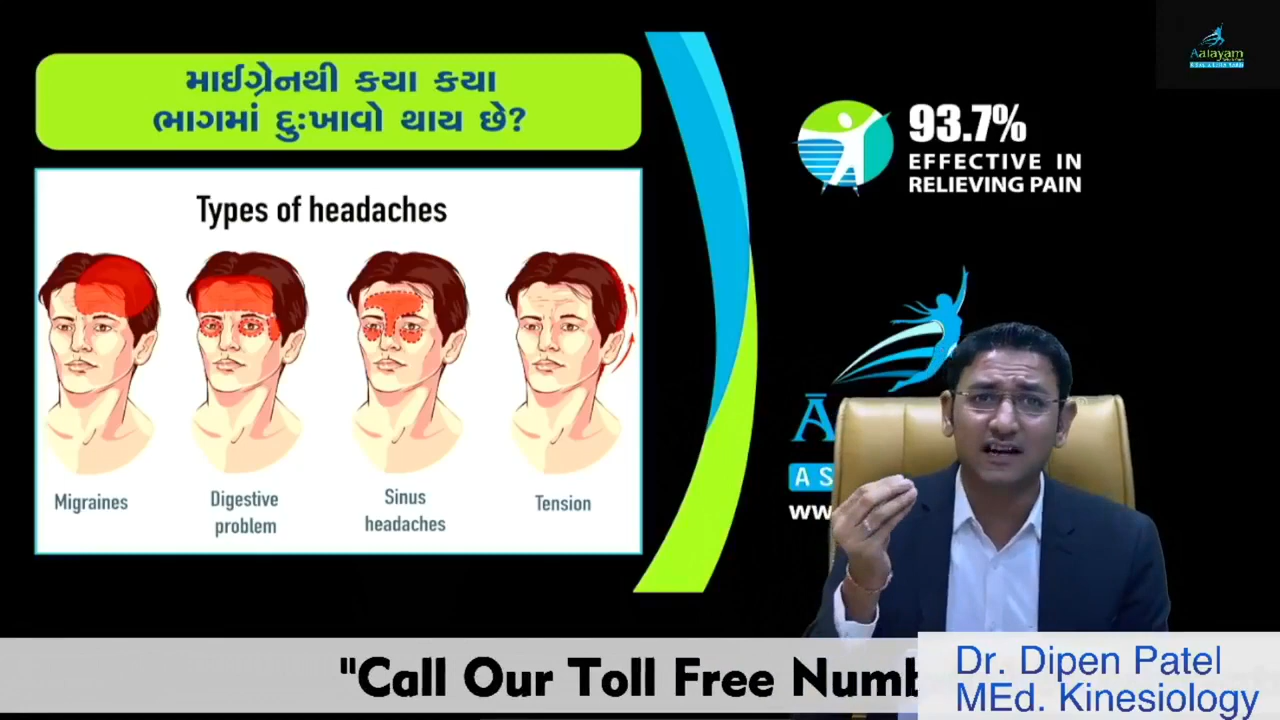 માઈગ્રેનથી કયા કયા
ભાગમાં દુઃખાવો થાય છે?
Types of headaches
Migraines
Digestive
problem
Sinus
headaches
Tension
Aalayam
93.7%
EFFECTIVE IN
RELIEVING PAIN
"Call Our Toll Free
Dr. Dipen Patel
MEd. Kinesiology